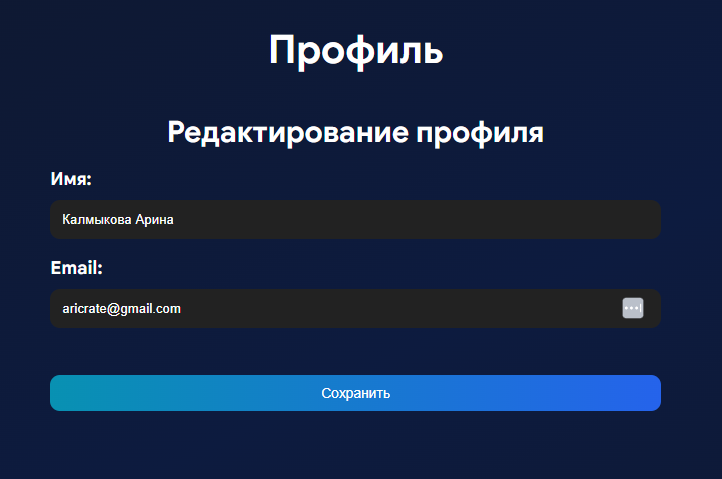 Профиль
Редактирование профиля
Имя:
Калмыкова Арина
Email:
aricrate@gmail.com
Сохранить